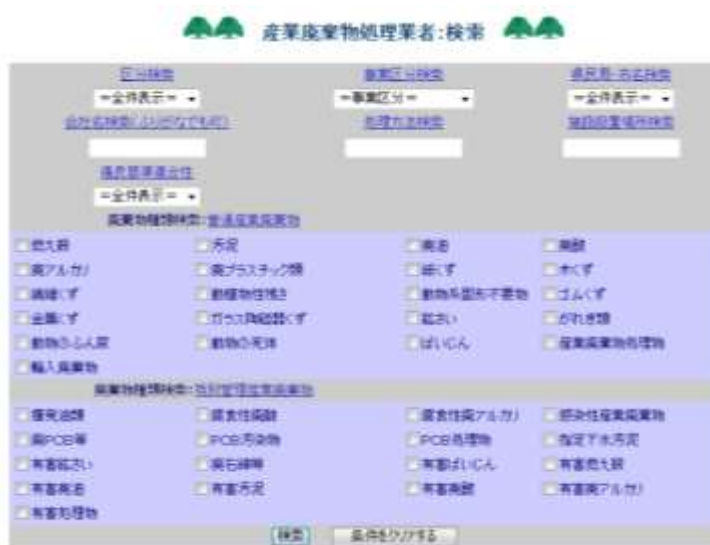 産業廃棄物処理業者:検索
区分検索 事業区分検索 県民局・市名検索
=全件表示= =事業区分= =全件表示=
会社名検索(ふりがなでも可) 処理方法検索 施設設置場所検索
優良基準適合性
=全件表示=
廃棄物種類検索:普通産業廃棄物
燃え殻 汚泥 廃油 廃酸
廃アルカリ 廃プラスチック類 紙くず 木くず
繊維くず 動植物性残さ 動物系固形不要物 ゴムくず
金属くず ガラス陶磁器くず 鉱さい がれき類
動物のふん尿 動物の死体 ばいじん 産業廃棄物処理物
輸入廃棄物
廃棄物種類検索:特別管理産業廃棄物
揮発油類 腐食性廃酸 腐食性廃アルカリ 感染性産業廃棄物
廃PCB等 PCB汚染物 PCB処理物 指定下水汚泥
有害鉱さい 廃石綿等 有害ばいじん 有害燃え殻
有害廃油 有害汚泥 有害廃酸 有害廃アルカリ
有害処理物
検索 条件をクリアする